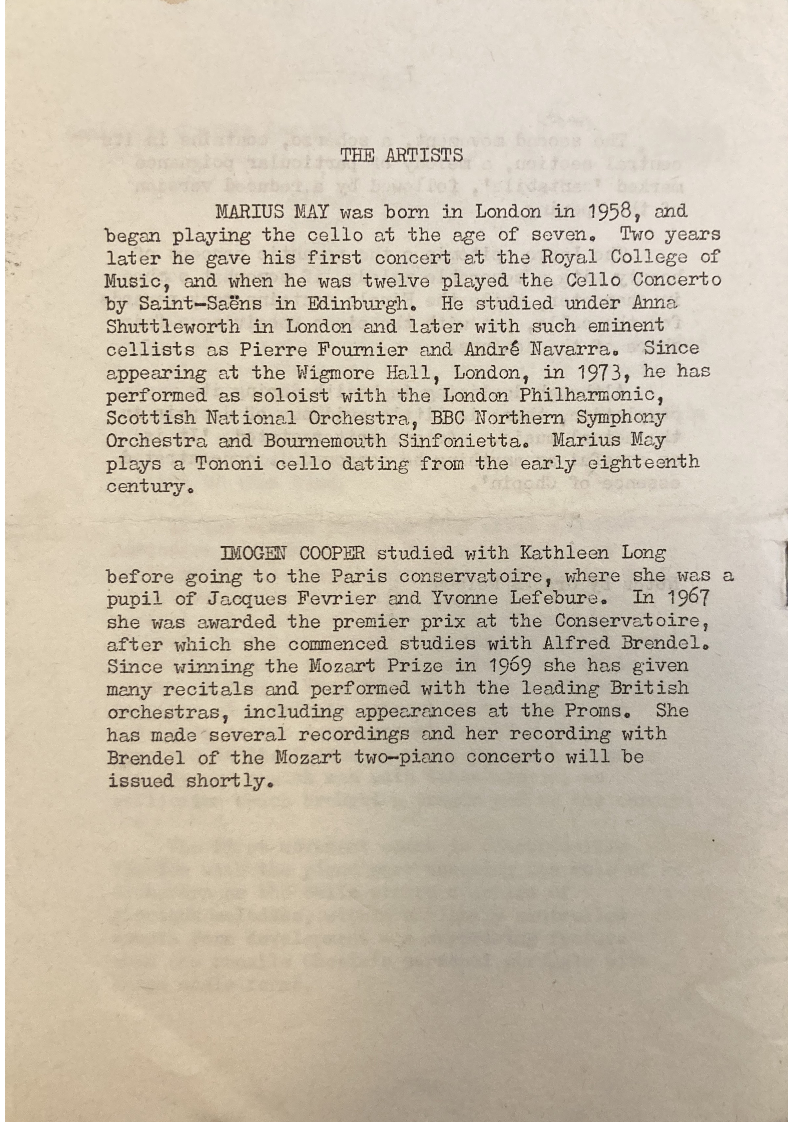 THE ARTISTS
MARIUS MAY was born in London in 1958, and
began playing the cello at the age of seven. Two years
later he gave his first concert at the Royal College of
Music, and when he was twelve played the Cello Concerto
by Saint-Saëns in Edinburgh. He studied under Anna
Shuttleworth in London and later with such eminent
cellists as Pierre Fournier and André Navarra. Since
appearing at the Wigmore Hall, London, in 1973, he has
performed as soloist with the London Philharmonic,
Scottish National Orchestra, BBC Northern Symphony
Orchestra and Bournemouth Sinfonietta. Marius May
plays a Tononi cello dating from the early eighteenth
century.
IMOGEN COOPER studied with Kathleen Long
before going to the Paris conservatoire, where she was a
pupil of Jacques Fevrier and Yvonne Lefebure. In 1967
she was awarded the premier prix at the Conservatoire,
after which she commenced studies with Alfred Brendel.
Since winning the Mozart Prize in 1969 she has given
many recitals and performed with the leading British
orchestras, including appearances at the Proms. She
has made several recordings and her recording with
Brendel of the Mozart two-piano concerto will be
issued shortly.